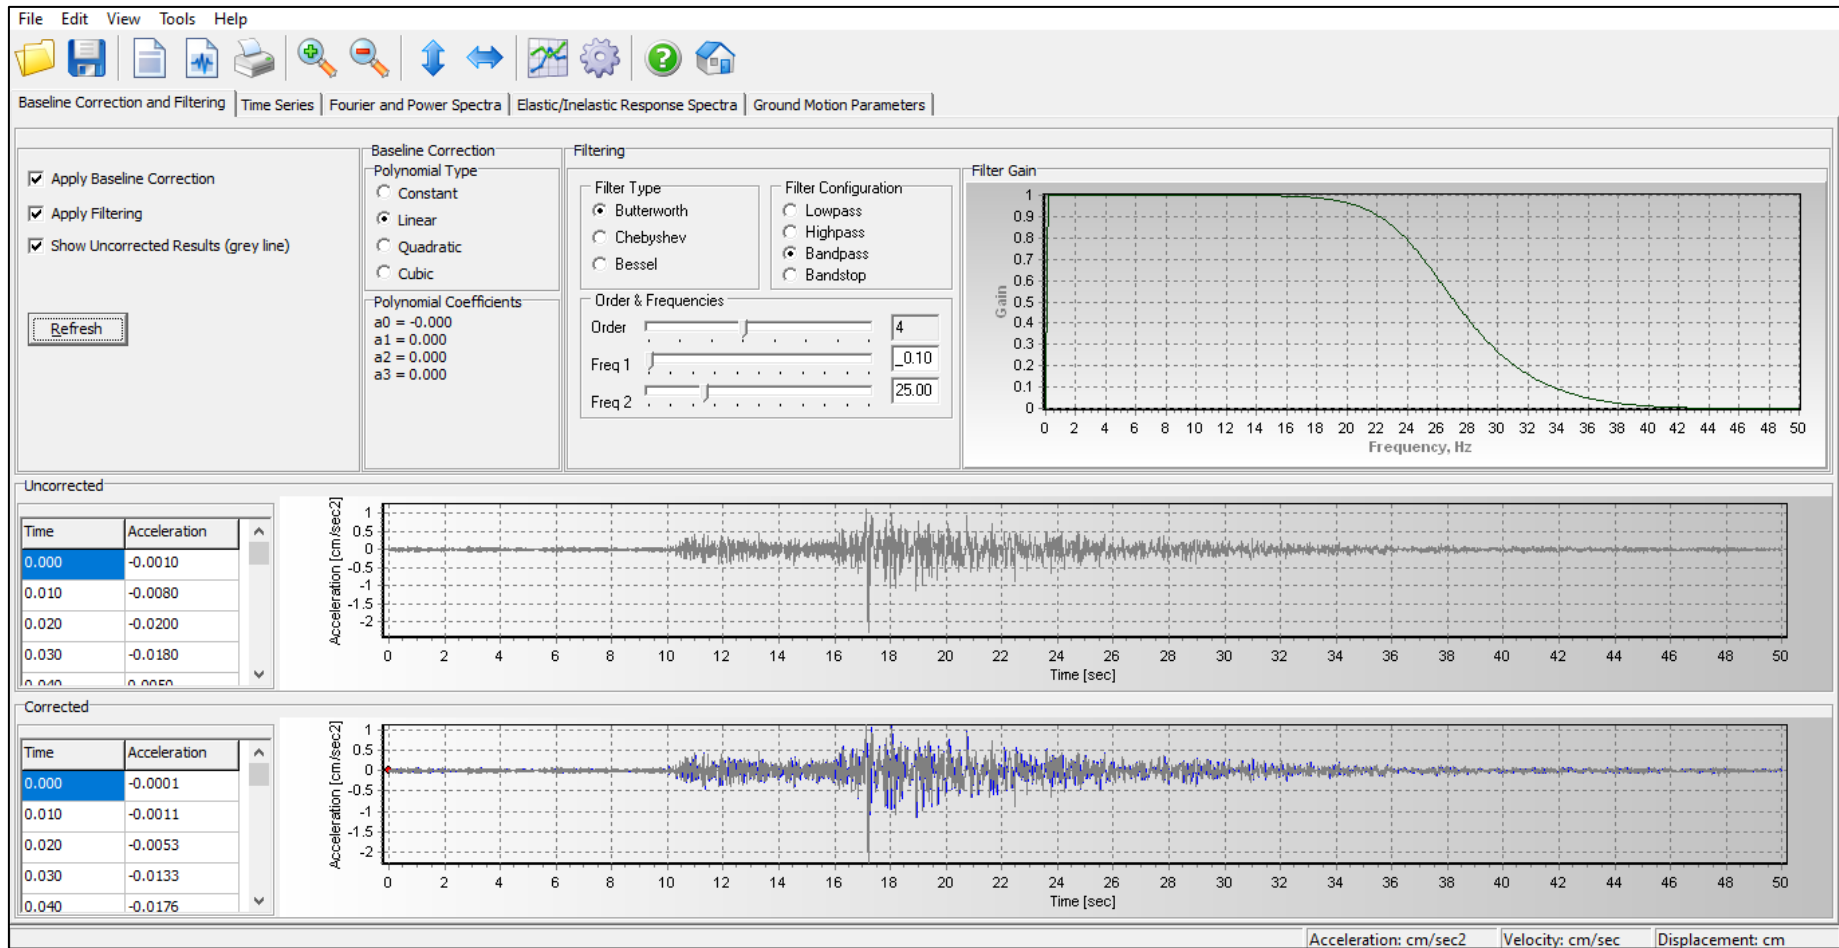 File Edit View Tools Help
Baseline Correction and Filtering Time Series Fourier and Power Spectra Elastic/Inelastic Response Spectra Ground Motion Parameters
Apply Baseline Correction
Apply Filtering
Show Uncorrected Results (grey line)
Refresh
Baseline Correction
Polynomial Type
Constant
Linear
Quadratic
Cubic
Polynomial Coefficients
a0 = -0.000
a1 = 0.000
a2 = 0.000
a3 = 0.000
Filtering
Filter Type
Butterworth
Chebyshev
Bessel
Filter Configuration
Lowpass
Highpass
Bandpass
Bandstop
Order & Frequencies
Order 4
Freq 1 _0.10
Freq 2 25.00
Filter Gain
Gain
1
0.9
0.8
0.7
0.6
0.5
0.4
0.3
0.2
0.1
0
0 2 4 6 8 10 12 14 16 18 20 22 24 26 28 30 32 34 36 38 40 42 44 46 48 50
Frequency, Hz
Uncorrected
Time Acceleration
0.000 -0.0010
0.010 -0.0080
0.020 -0.0200
0.030 -0.0180
0.040 0.0050
Acceleration [cm/sec2]
1
0.5
0
-0.5
-1
-1.5
-2
0 2 4 6 8 10 12 14 16 18 20 22 24 26 28 30 32 34 36 38 40 42 44 46 48 50
Time [sec]
Corrected
Time Acceleration
0.000 -0.0001
0.010 -0.0011
0.020 -0.0053
0.030 -0.0133
0.040 -0.0176
Acceleration [cm/sec2]
1
0.5
0
-0.5
-1
-1.5
-2
0 2 4 6 8 10 12 14 16 18 20 22 24 26 28 30 32 34 36 38 40 42 44 46 48 50
Time [sec]
Acceleration: cm/sec2 Velocity: cm/sec Displacement: cm